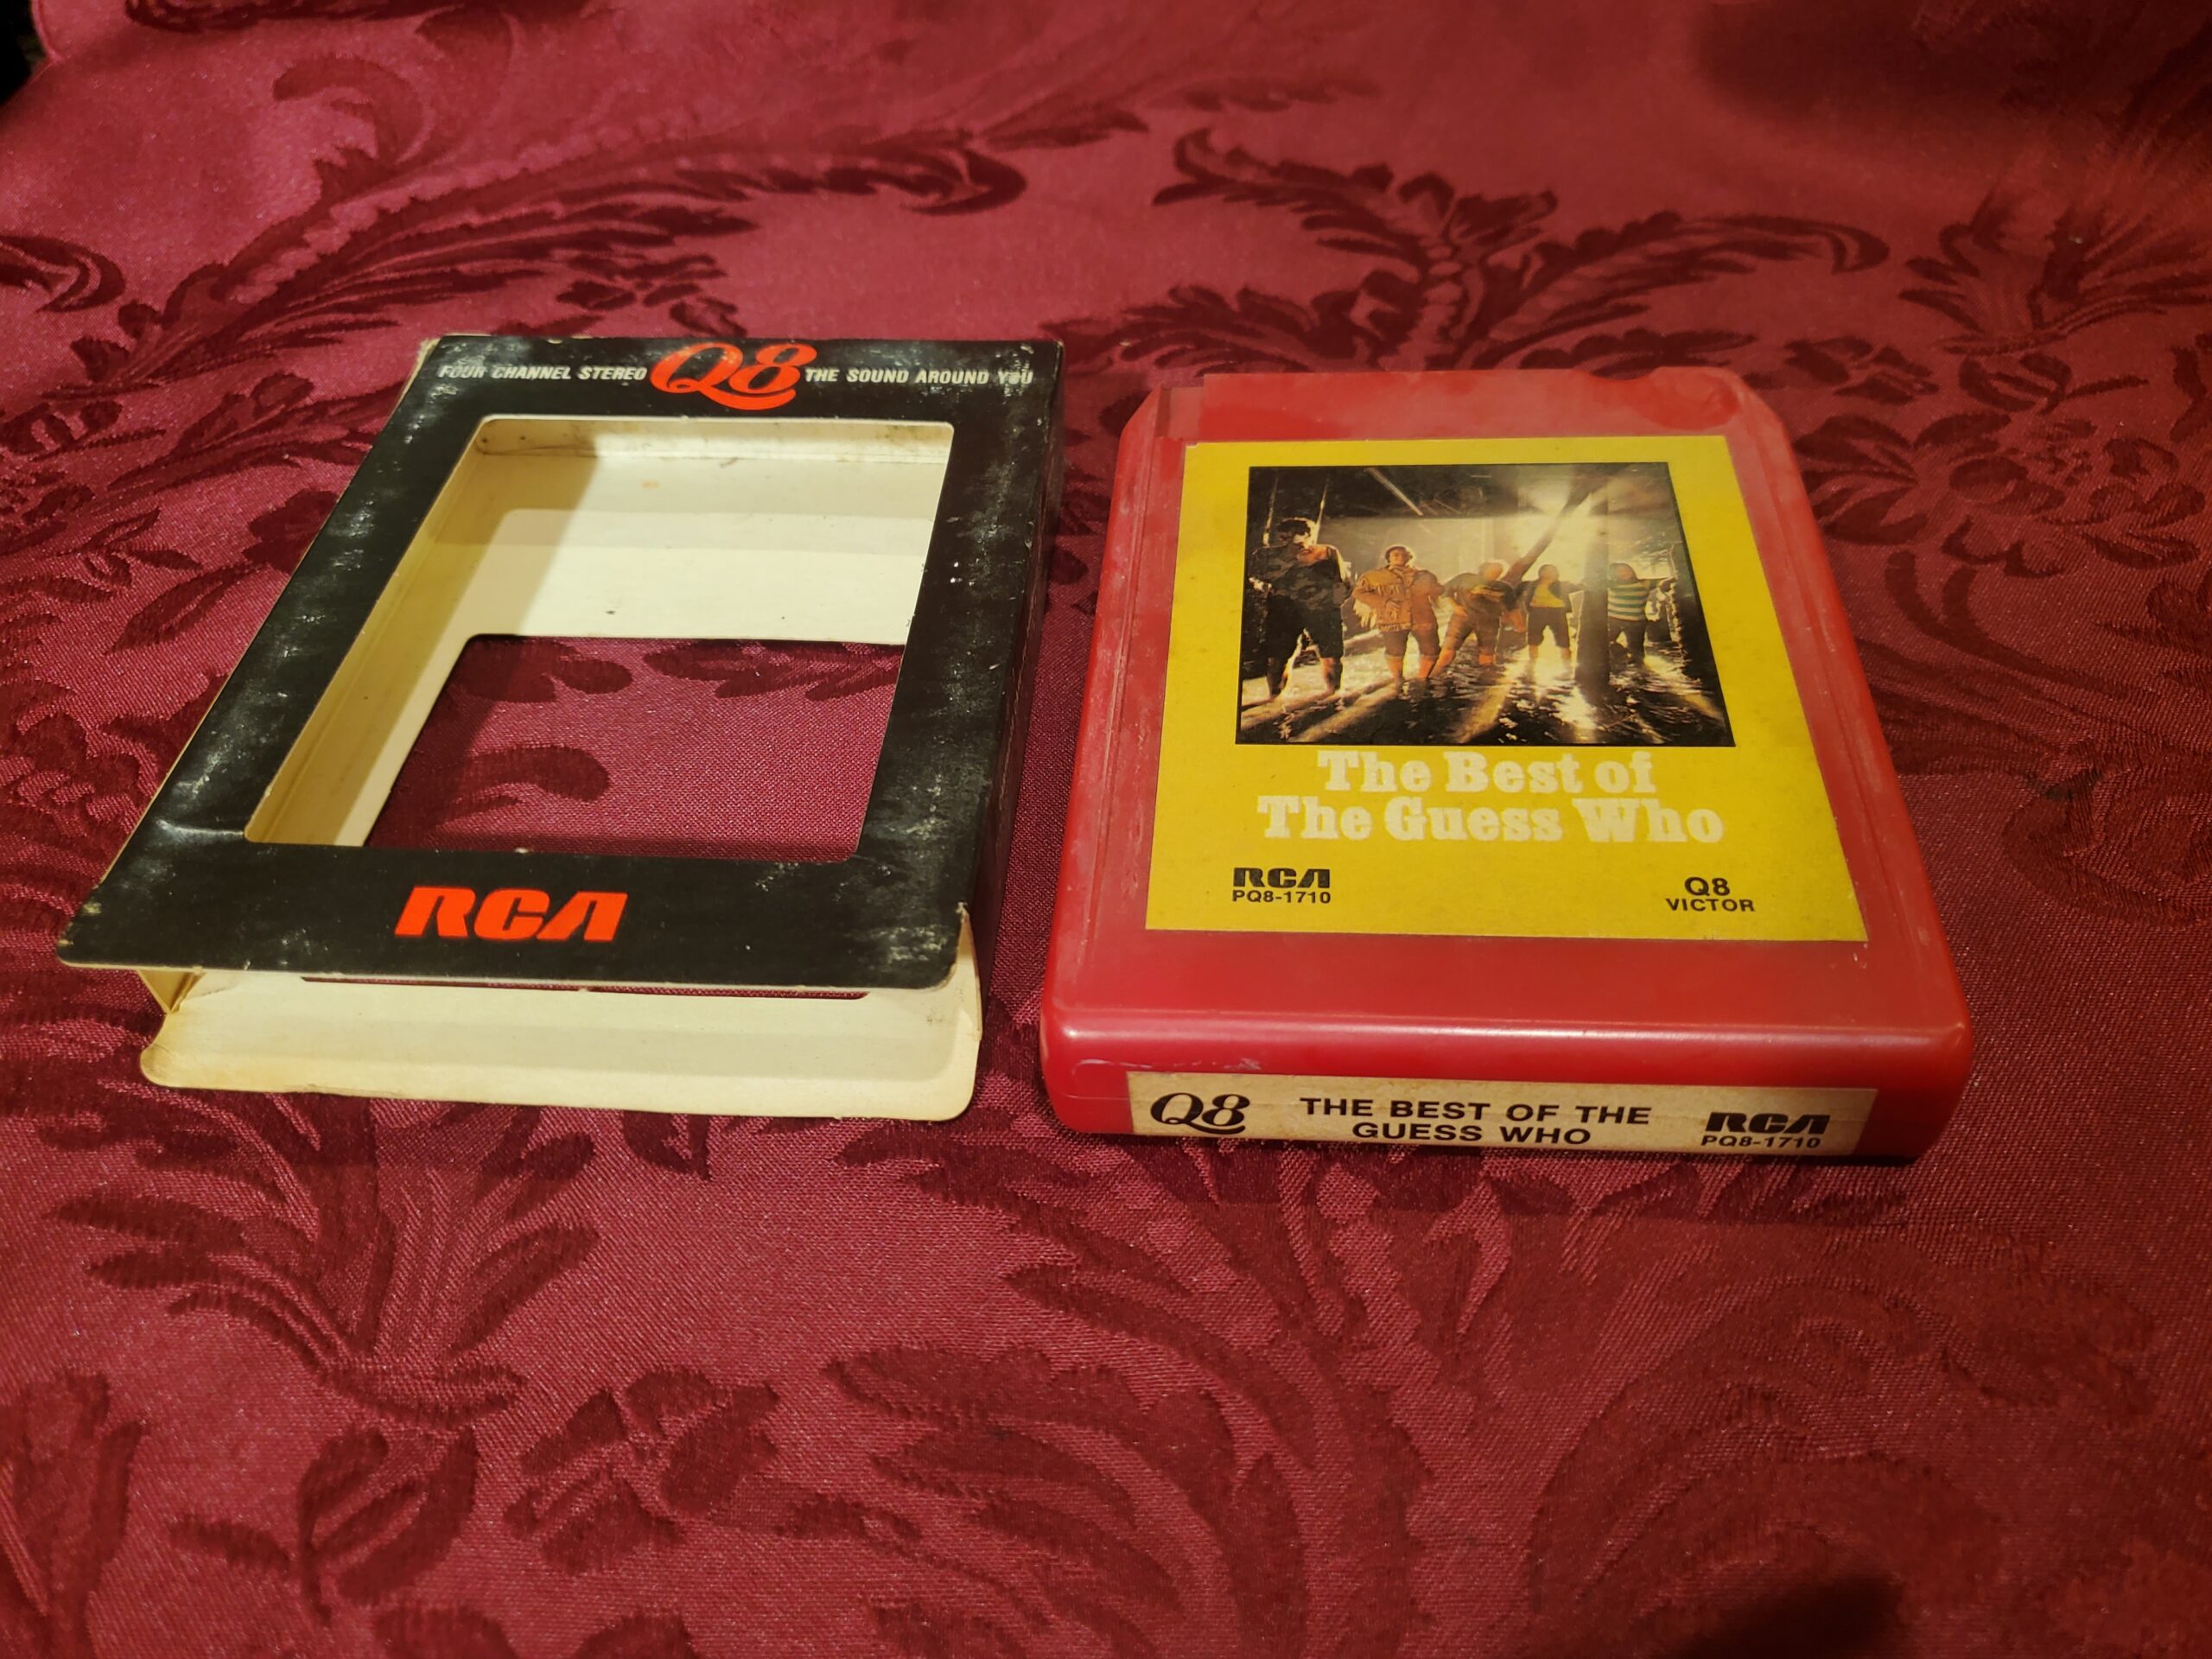 FOUR CHANNEL STEREO Q8 THE SOUND AROUND YOU
RCA
The Best of
The Guess Who
RCA
PQ8-1710
Q8
VICTOR
Q8
THE BEST OF THE
GUESS WHO
RCA
PQ8-1710